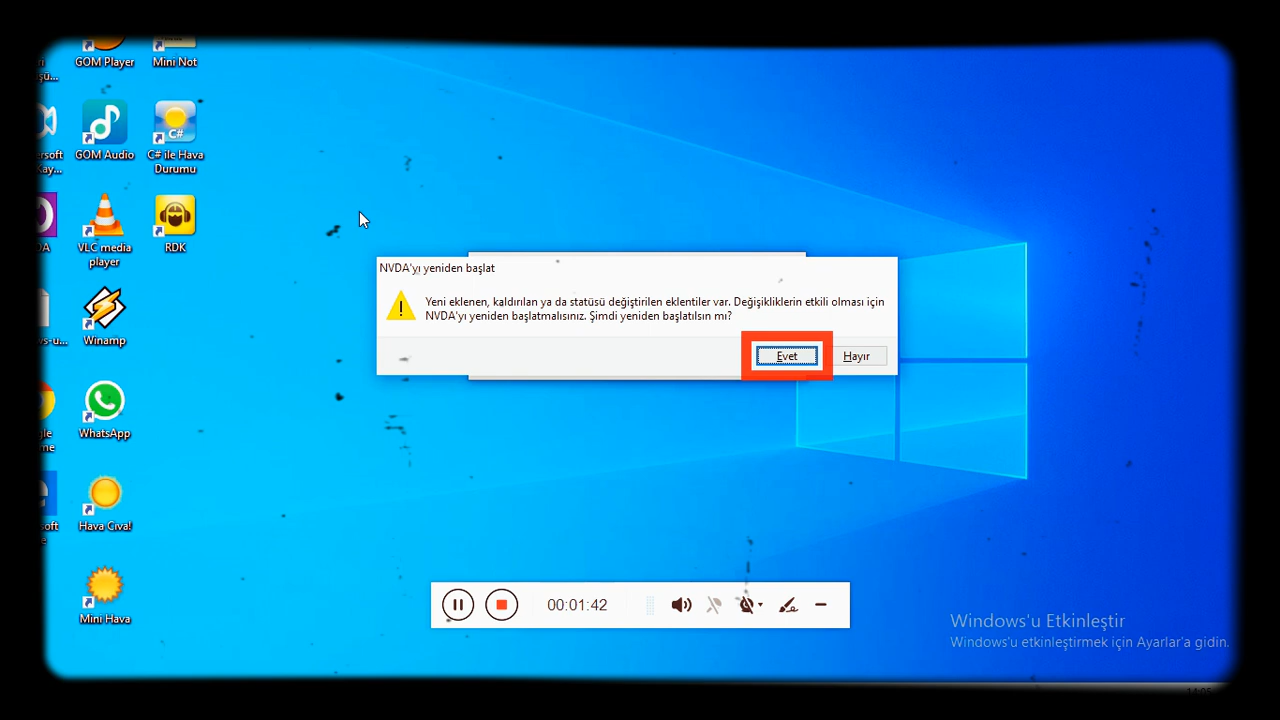 GOM Player
Mini Not
GOM Audio
C# ile Hava
Durumu
C#
VLC media
player
RDK
Winamp
WhatsApp
Hava Cıva!
Mini Hava
NVDA'yı yeniden başlat
Yeni eklenen, kaldırılan ya da statüsü değiştirilen eklentiler var. Değişikliklerin etkili olması için
NVDA'yı yeniden başlatmalısınız. Şimdi yeniden başlatılsın mı?
Evet
Hayır
00:01:42
Windows'u Etkinleştir
Windows'u etkinleştirmek için Ayarlar'a gidin.